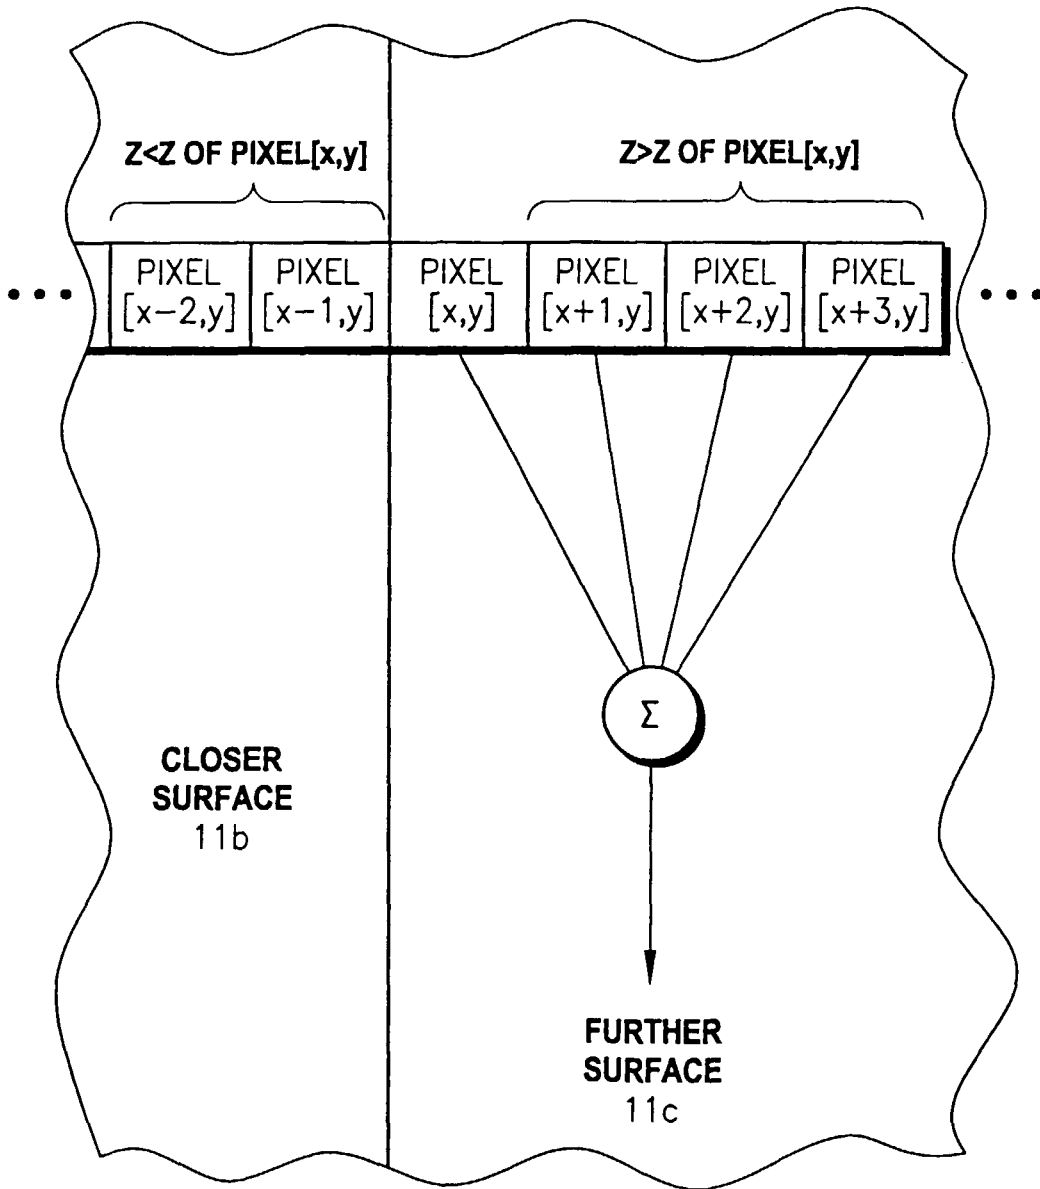 Z<Z OF PIXEL[x,y]
Z>Z OF PIXEL[x,y]
• • •
PIXEL
[x-2,y]
PIXEL
[x-1,y]
PIXEL
[x,y]
PIXEL
[x+1,y]
PIXEL
[x+2,y]
PIXEL
[x+3,y]
• • •
Σ
CLOSER
SURFACE
11b
FURTHER
SURFACE
11c